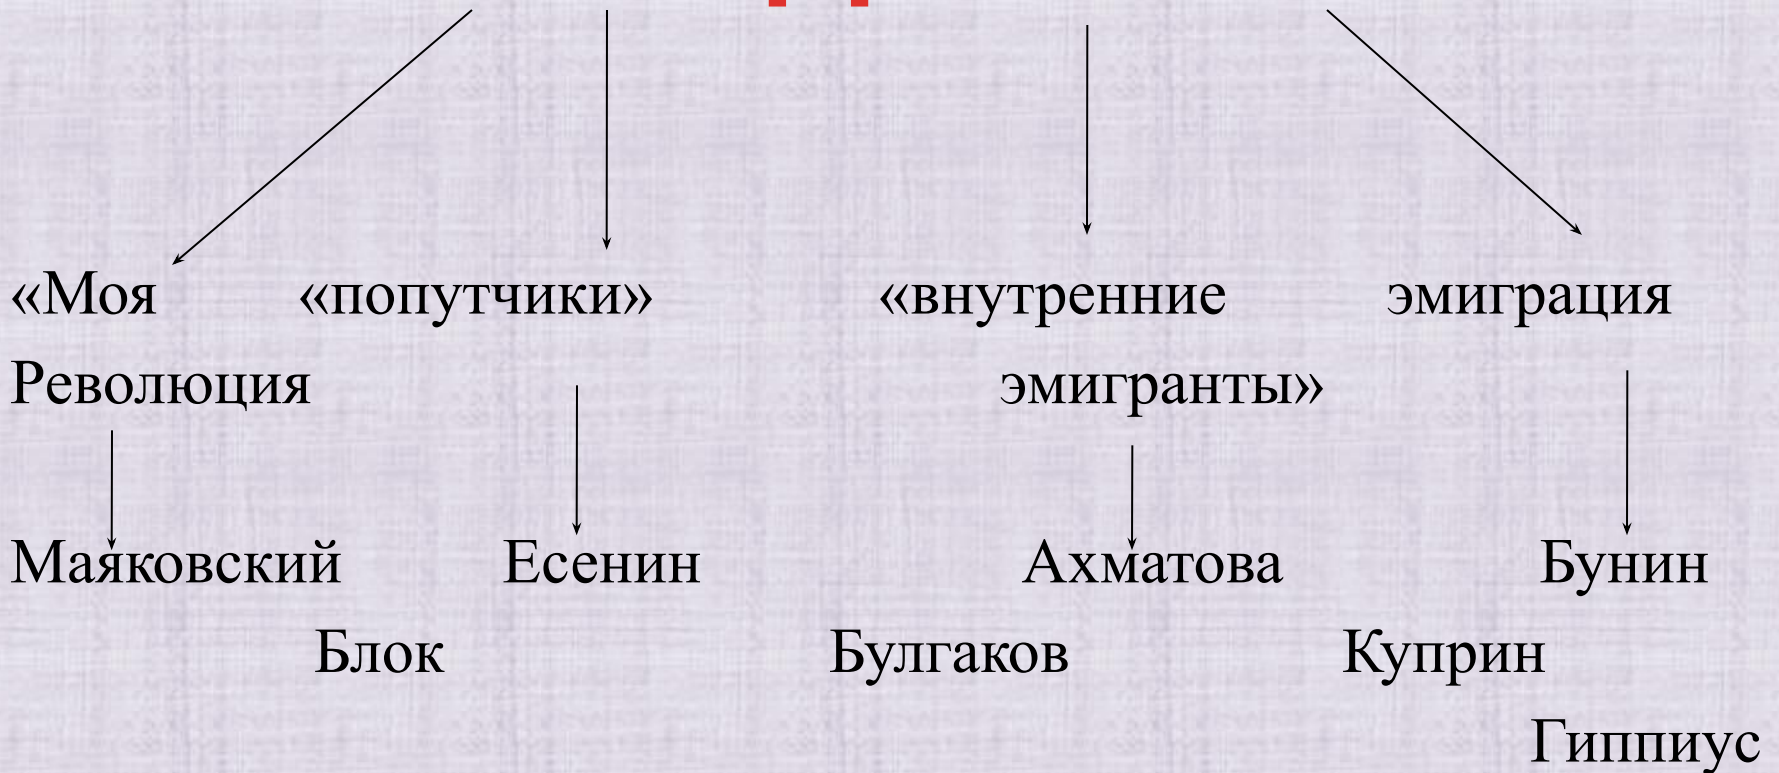 «Моя «попутчики» «внутренние эмиграция
Революция эмигранты»
Маяковский Есенин Ахматова Бунин
Блок Булгаков Куприн
Гиппиус